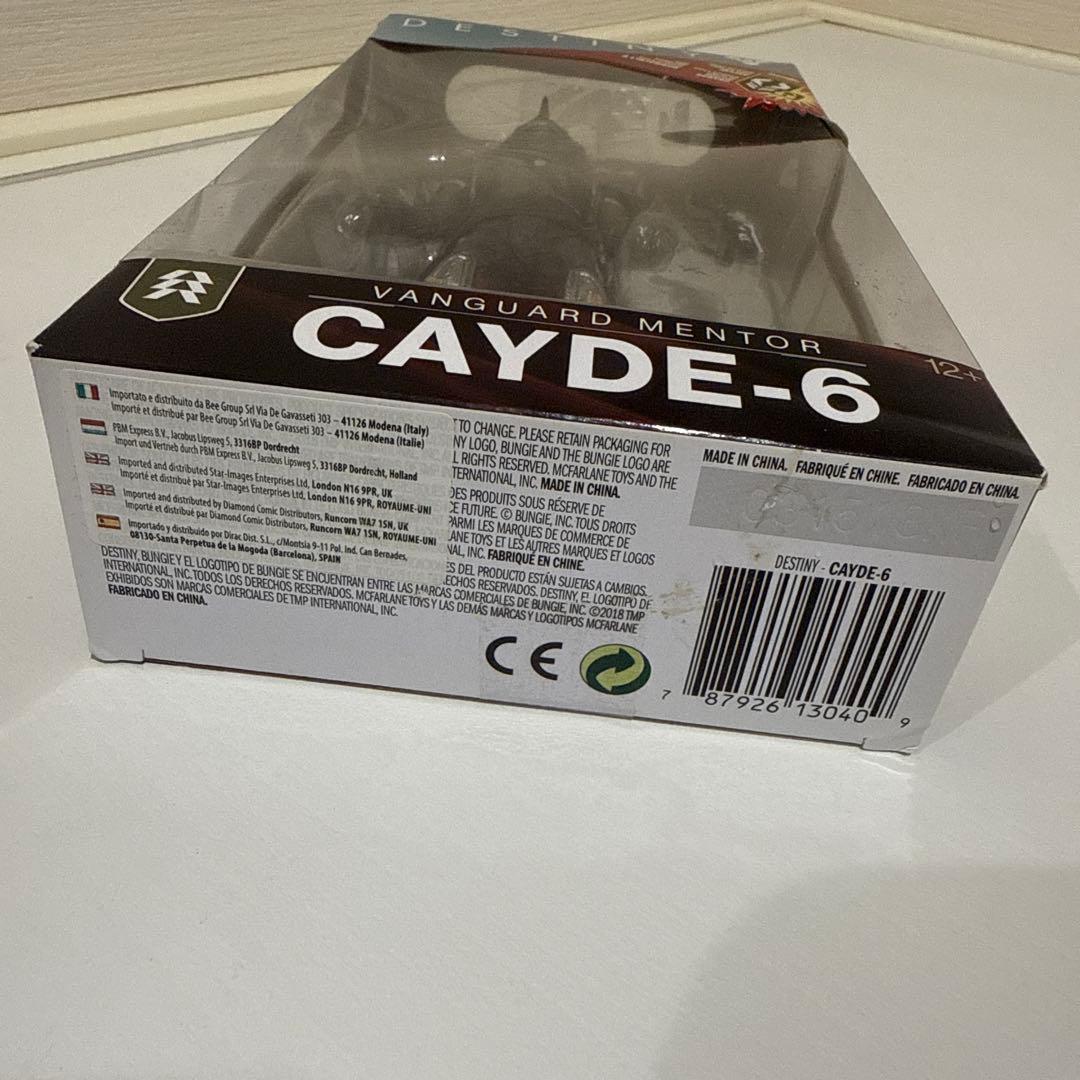 DESTIN
VANGUARD MENTOR
CAYDE-6
12+
Importato e distribuito da Bee Group Srl Via De Gavasseti 303 – 41126 Modena (Italy)
Importé et distribué par Bee Group Srl Via De Gavasseti 303 – 41126 Modena (Italie)
PBM Express B.V., Jacobus Lipsweg 5, 3316BP Dordrecht
Import und Vertrieb durch PBM Express B.V., Jacobus Lipsweg 5, 3316BP Dordrecht, Holland
Imported and distributed Star-Images Enterprises Ltd, London N16 9PR, UK
Importé et distribué par Star-Images Enterprises Ltd, London N16 9PR, ROYAUME-UNI
Imported and distributed by Diamond Comic Distributors, Runcorn WA7 1SN, UK
Importé et distribué par Diamond Comic Distributors, Runcorn WA7 1SN, ROYAUME-UNI
Importado y distribuido por Dirac Dist. S.L., c/Montsia 9-11 Pol. Ind. Can Bernades,
08130-Santa Perpetua de la Mogoda (Barcelona), SPAIN
T TO CHANGE. PLEASE RETAIN PACKAGING FOR
NY LOGO, BUNGIE AND THE BUNGIE LOGO ARE
L RIGHTS RESERVED. MCFARLANE TOYS AND THE
TERNATIONAL, INC. MADE IN CHINA.
DES PRODUITS SOUS RÉSERVE DE
CE FUTURE. © BUNGIE, INC. TOUS DROITS
PARMI LES MARQUES DE COMMERCE DE
LANE TOYS ET LES AUTRES MARQUES ET LOGOS
NAL, INC. FABRIQUÉ EN CHINE.
ES DEL PRODUCTO ESTÁN SUJETAS A CAMBIOS.
ECHOS RESERVADOS. DESTINY, EL LOGOTIPO DE
DESTINY, BUNGIE Y EL LOGOTIPO DE BUNGIE SE ENCUENTRAN ENTRE LAS MARCAS COMERCIALES DE BUNGIE, INC. ©2018 TMP
INTERNATIONAL, INC. TODOS LOS DERECHOS RESERVADOS. MCFARLANE TOYS Y LAS DEMÁS MARCAS Y LOGOTIPOS MCFARLANE
EXHIBIDOS SON MARCAS COMERCIALES DE TMP INTERNATIONAL, INC.
FABRICADO EN CHINA.
CE
MADE IN CHINA. FABRIQUÉ EN CHINE. FABRICADO EN CHINA.
DESTINY - CAYDE-6
7 87926 13040 9